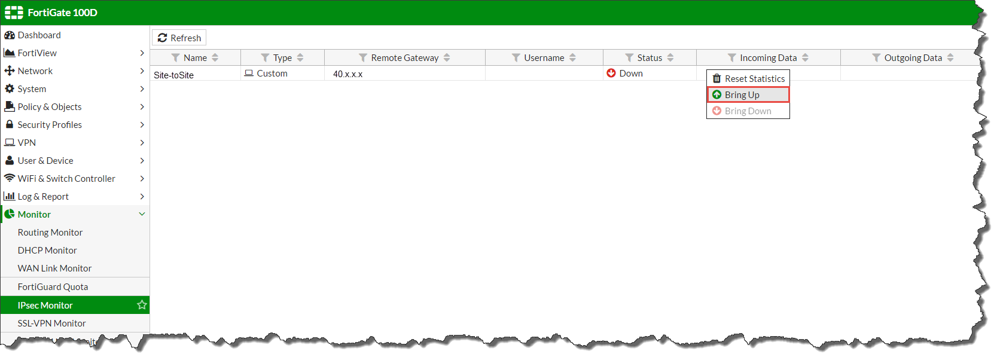 FortiGate 100D
Dashboard
FortiView
Network
System
Policy & Objects
Security Profiles
VPN
User & Device
WiFi & Switch Controller
Log & Report
Monitor
Routing Monitor
DHCP Monitor
WAN Link Monitor
FortiGuard Quota
IPsec Monitor
SSL-VPN Monitor
Refresh
Name Type Remote Gateway Username Status Incoming Data Outgoing Data
Site-toSite Custom 40.x.x.x Down
Reset Statistics
Bring Up
Bring Down